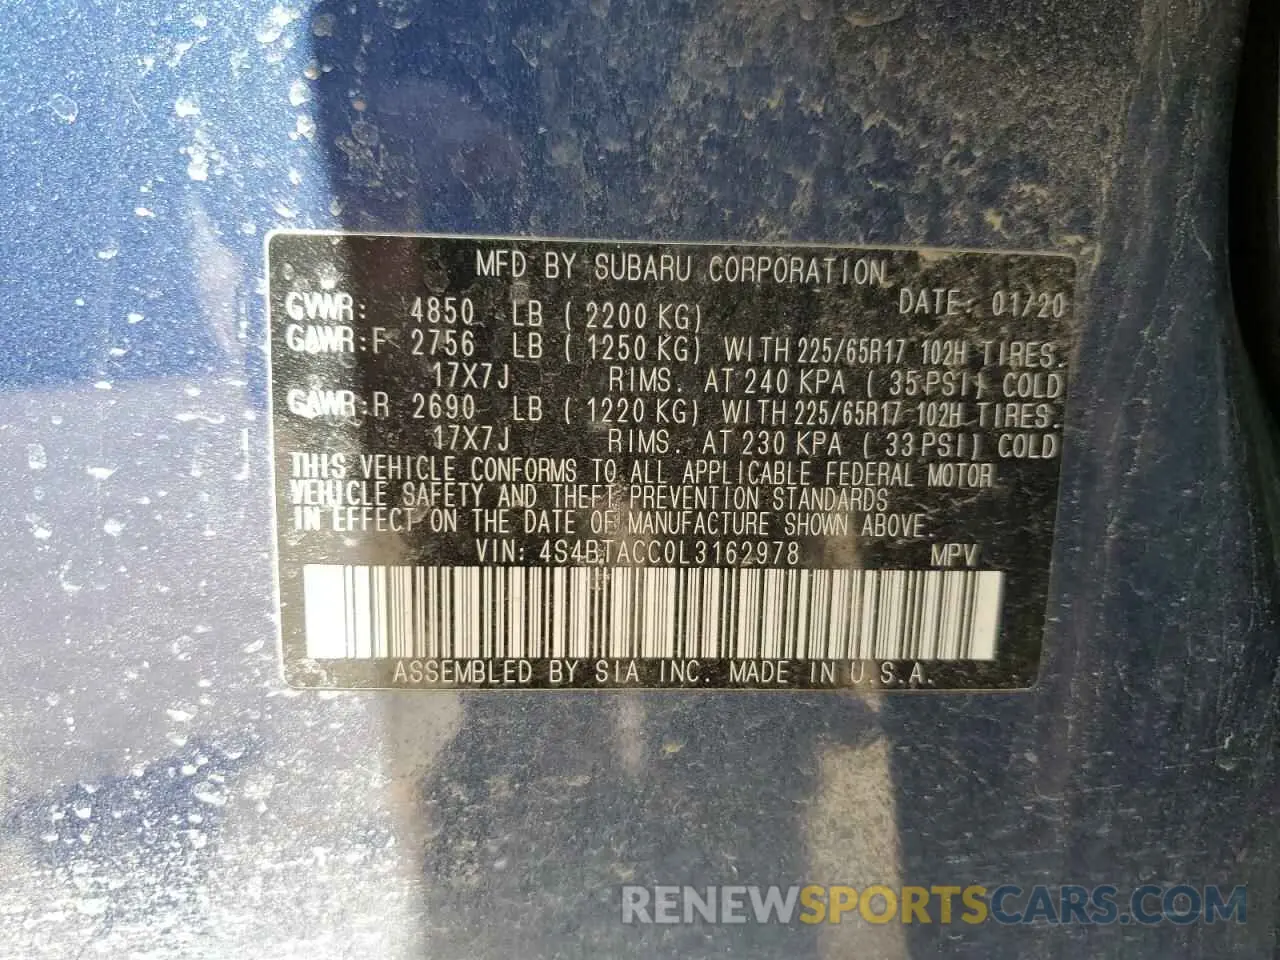 MFD BY SUBARU CORPORATION
GVWR: 4850 LB ( 2200 KG) DATE: 01/20
GAWR:F 2756 LB ( 1250 KG) WITH 225/65R17 102H TIRES.
17X7J RIMS. AT 240 KPA ( 35 PSI) COLD
GAWR:R 2690 LB ( 1220 KG) WITH 225/65R17 102H TIRES.
17X7J RIMS. AT 230 KPA ( 33 PSI) COLD
THIS VEHICLE CONFORMS TO ALL APPLICABLE FEDERAL MOTOR
VEHICLE SAFETY AND THEFT PREVENTION STANDARDS
IN EFFECT ON THE DATE OF MANUFACTURE SHOWN ABOVE.
VIN: 4S4BTACC0L3162978 MPV
ASSEMBLED BY SIA INC. MADE IN U.S.A.
RENEWSPORTSCARS.COM